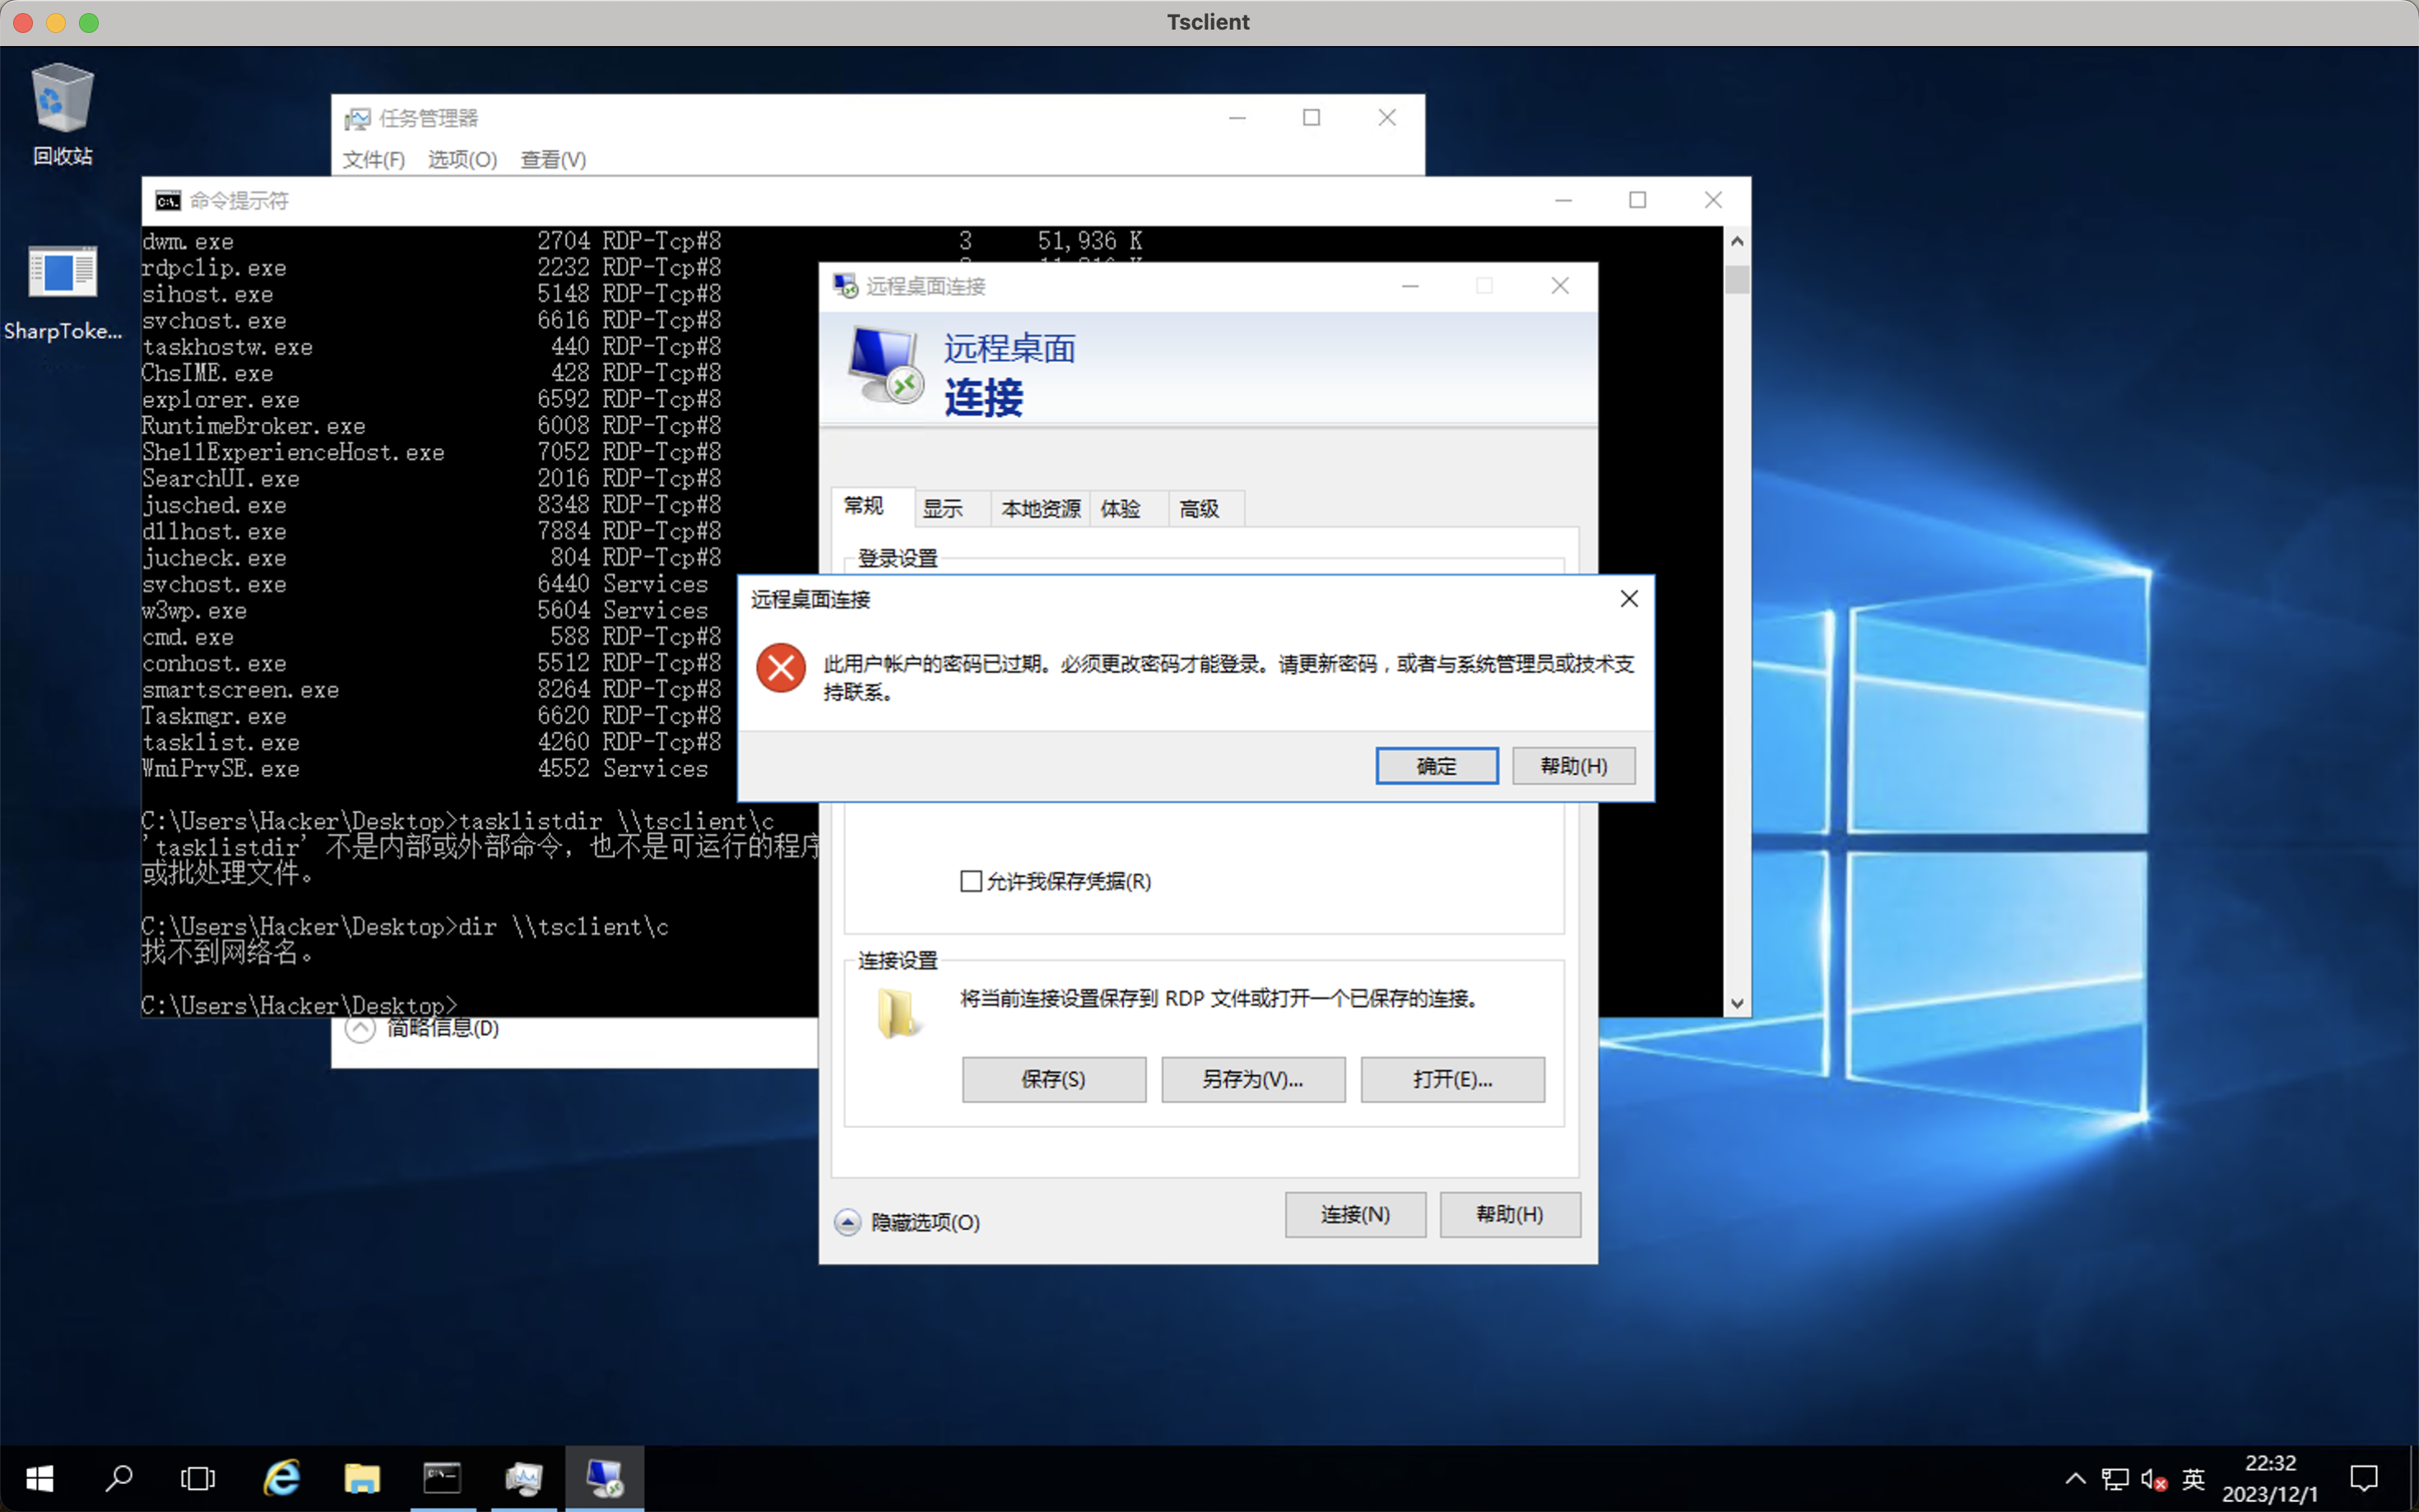 Tsclient
回收站
SharpToke...
任务管理器
文件(F) 选项(O) 查看(V)
命令提示符
dwm.exe 2704 RDP-Tcp#8 3 51,936 K
rdpclip.exe 2232 RDP-Tcp#8
sihost.exe 5148 RDP-Tcp#8
svchost.exe 6616 RDP-Tcp#8
taskhostw.exe 440 RDP-Tcp#8
ChsIME.exe 428 RDP-Tcp#8
explorer.exe 6592 RDP-Tcp#8
RuntimeBroker.exe 6008 RDP-Tcp#8
ShellExperienceHost.exe 7052 RDP-Tcp#8
SearchUI.exe 2016 RDP-Tcp#8
jusched.exe 8348 RDP-Tcp#8
dllhost.exe 7884 RDP-Tcp#8
jucheck.exe 804 RDP-Tcp#8
svchost.exe 6440 Services
w3wp.exe 5604 Services
cmd.exe 588 RDP-Tcp#8
conhost.exe 5512 RDP-Tcp#8
smartscreen.exe 8264 RDP-Tcp#8
Taskmgr.exe 6620 RDP-Tcp#8
tasklist.exe 4260 RDP-Tcp#8
WmiPrvSE.exe 4552 Services
C:\Users\Hacker\Desktop>tasklistdir \\tsclient\c
'tasklistdir' 不是内部或外部命令，也不是可运行的程序
或批处理文件。
C:\Users\Hacker\Desktop>dir \\tsclient\c
找不到网络名。
C:\Users\Hacker\Desktop>
简略信息(D)
远程桌面连接
远程桌面
连接
常规 显示 本地资源 体验 高级
登录设置
远程桌面连接
此用户帐户的密码已过期。必须更改密码才能登录。请更新密码，或者与系统管理员或技术支
持联系。
确定 帮助(H)
允许我保存凭据(R)
连接设置
将当前连接设置保存到 RDP 文件或打开一个已保存的连接。
保存(S) 另存为(V)... 打开(E)...
隐藏选项(O) 连接(N) 帮助(H)
英
22:32
2023/12/1